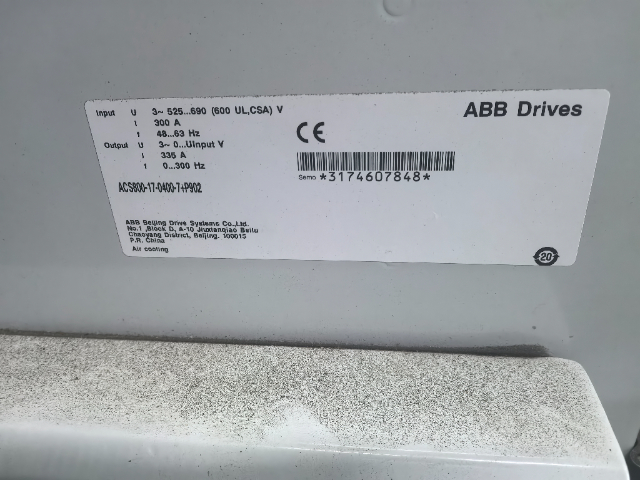 Input U 3~ 525...690 (600 UL,CSA) V
I 300 A
f 48...63 Hz
Output U 3~ 0...Uinput V
I 335 A
f 0...300 Hz
ACS800-17-0400-7+P902
ABB Drives
CE
Serno *3174607848*
ABB Beijing Drive Systems Co.,Ltd.
No.1 ,Block D, A-10 Jiuxianqiao Beilu
Chaoyang District, Beijing, 100015
P.R. China
Air cooling
20